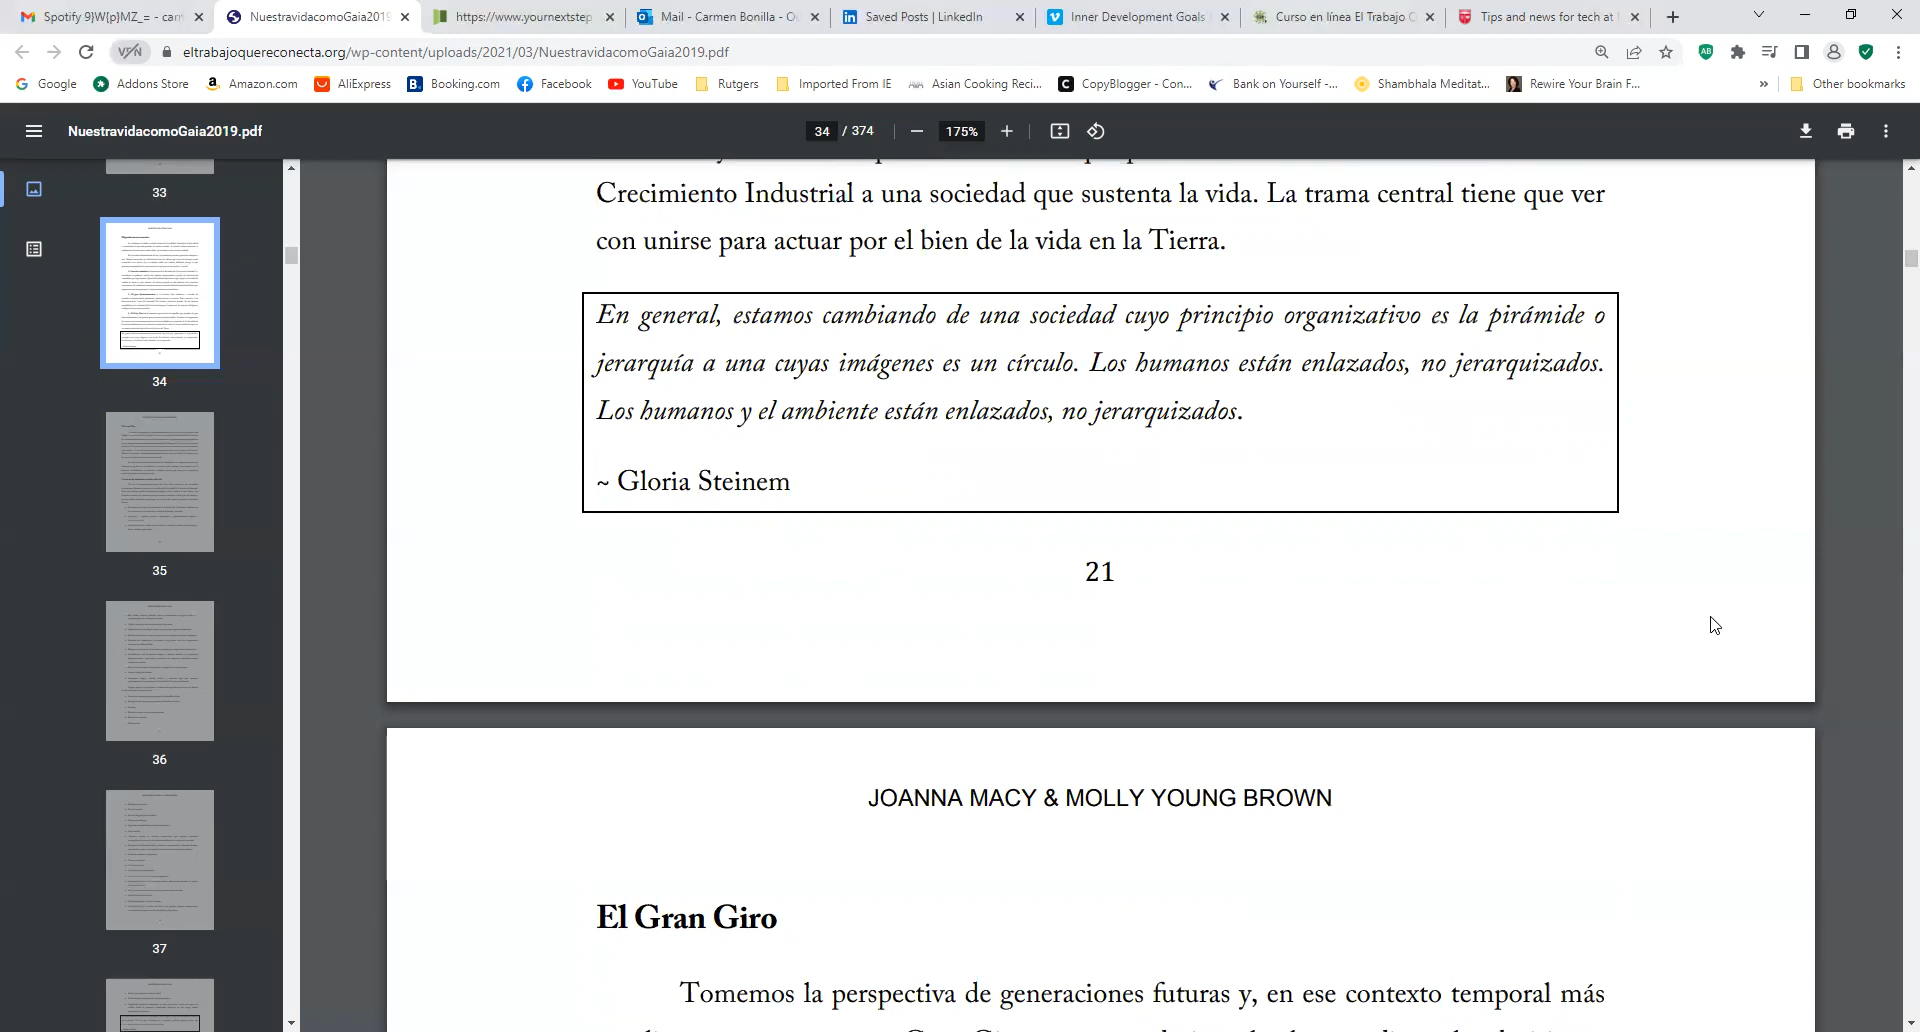 Spotify 9}W{p}MZ_= - carr
NuestravidacomoGaia2019
https://www.yournextstep
Mail - Carmen Bonilla - O
Saved Posts | LinkedIn
Inner Development Goals
Curso en línea El Trabajo
Tips and news for tech at
VPN
eltrabajoquereconecta.org/wp-content/uploads/2021/03/NuestravidacomoGaia2019.pdf
Google Addons Store Amazon.com AliExpress Booking.com Facebook YouTube Rutgers Imported From IE Asian Cooking Reci... CopyBlogger - Con... Bank on Yourself -... Shambhala Meditat... Rewire Your Brain F... » Other bookmarks
NuestravidacomoGaia2019.pdf
34 / 374
175%
33
34
35
36
37
Crecimiento Industrial a una sociedad que sustenta la vida. La trama central tiene que ver
con unirse para actuar por el bien de la vida en la Tierra.
En general, estamos cambiando de una sociedad cuyo principio organizativo es la pirámide o
jerarquía a una cuyas imágenes es un círculo. Los humanos están enlazados, no jerarquizados.
Los humanos y el ambiente están enlazados, no jerarquizados.
~ Gloria Steinem
21
JOANNA MACY & MOLLY YOUNG BROWN
El Gran Giro
Tomemos la perspectiva de generaciones futuras y, en ese contexto temporal más